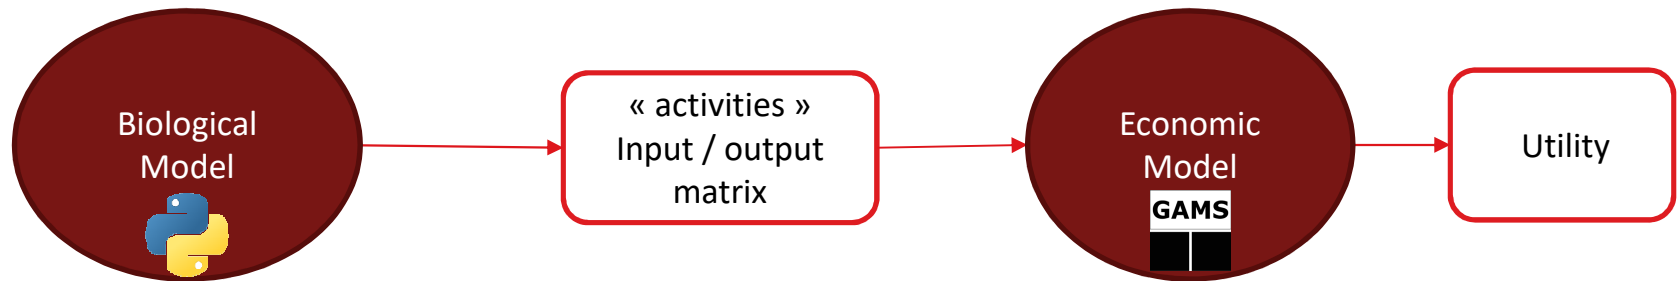 Biological
Model
« activities »
Input / output
matrix
Economic
Model
GAMS
Utility